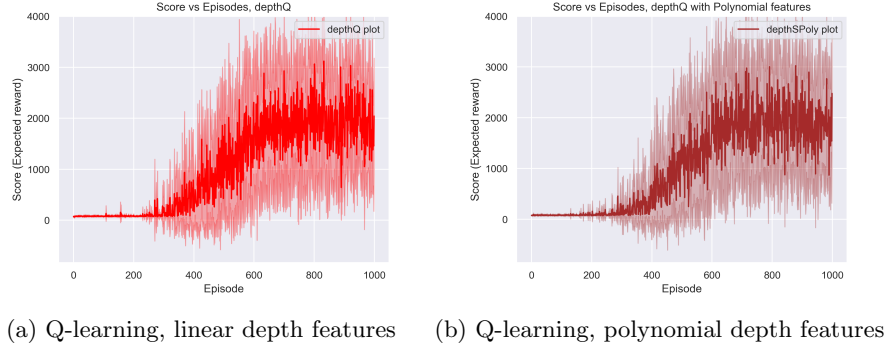 Score vs Episodes, depthQ
4000
3000
2000
1000
0
Score (Expected reward)
depthQ plot
0 200 400 600 800 1000
Episode
(a) Q-learning, linear depth features
Score vs Episodes, depthQ with Polynomial features
4000
3000
2000
1000
0
Score (Expected reward)
depthSPoly plot
0 200 400 600 800 1000
Episode
(b) Q-learning, polynomial depth features